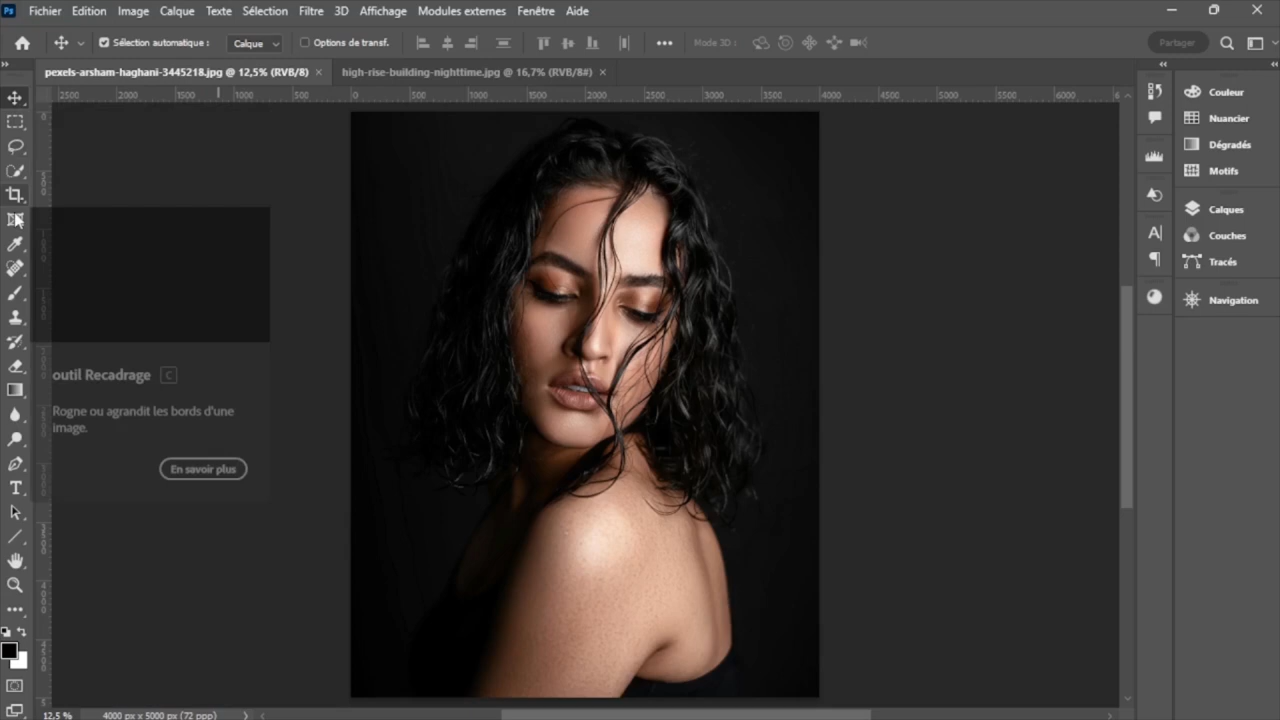 Ps Fichier Edition Image Calque Texte Sélection Filtre 3D Affichage Modules externes Fenêtre Aide
Sélection automatique : Calque Options de transf. Mode 3D : Partager
pexels-arsham-haghani-3445218.jpg @ 12,5% (RVB/8) × high-rise-building-nighttime.jpg @ 16,7% (RVB/8#) ×
2500 2000 1500 1000 500 0 500 1000 1500 2000 2500 3000 3500 4000 4500 5000 5500 6000
Couleur
Nuancier
Dégradés
Motifs
Calques
Couches
Tracés
Navigation
outil Recadrage C
Rogne ou agrandit les bords d'une
image.
En savoir plus
12,5 % 4000 px x 5000 px (72 ppp)